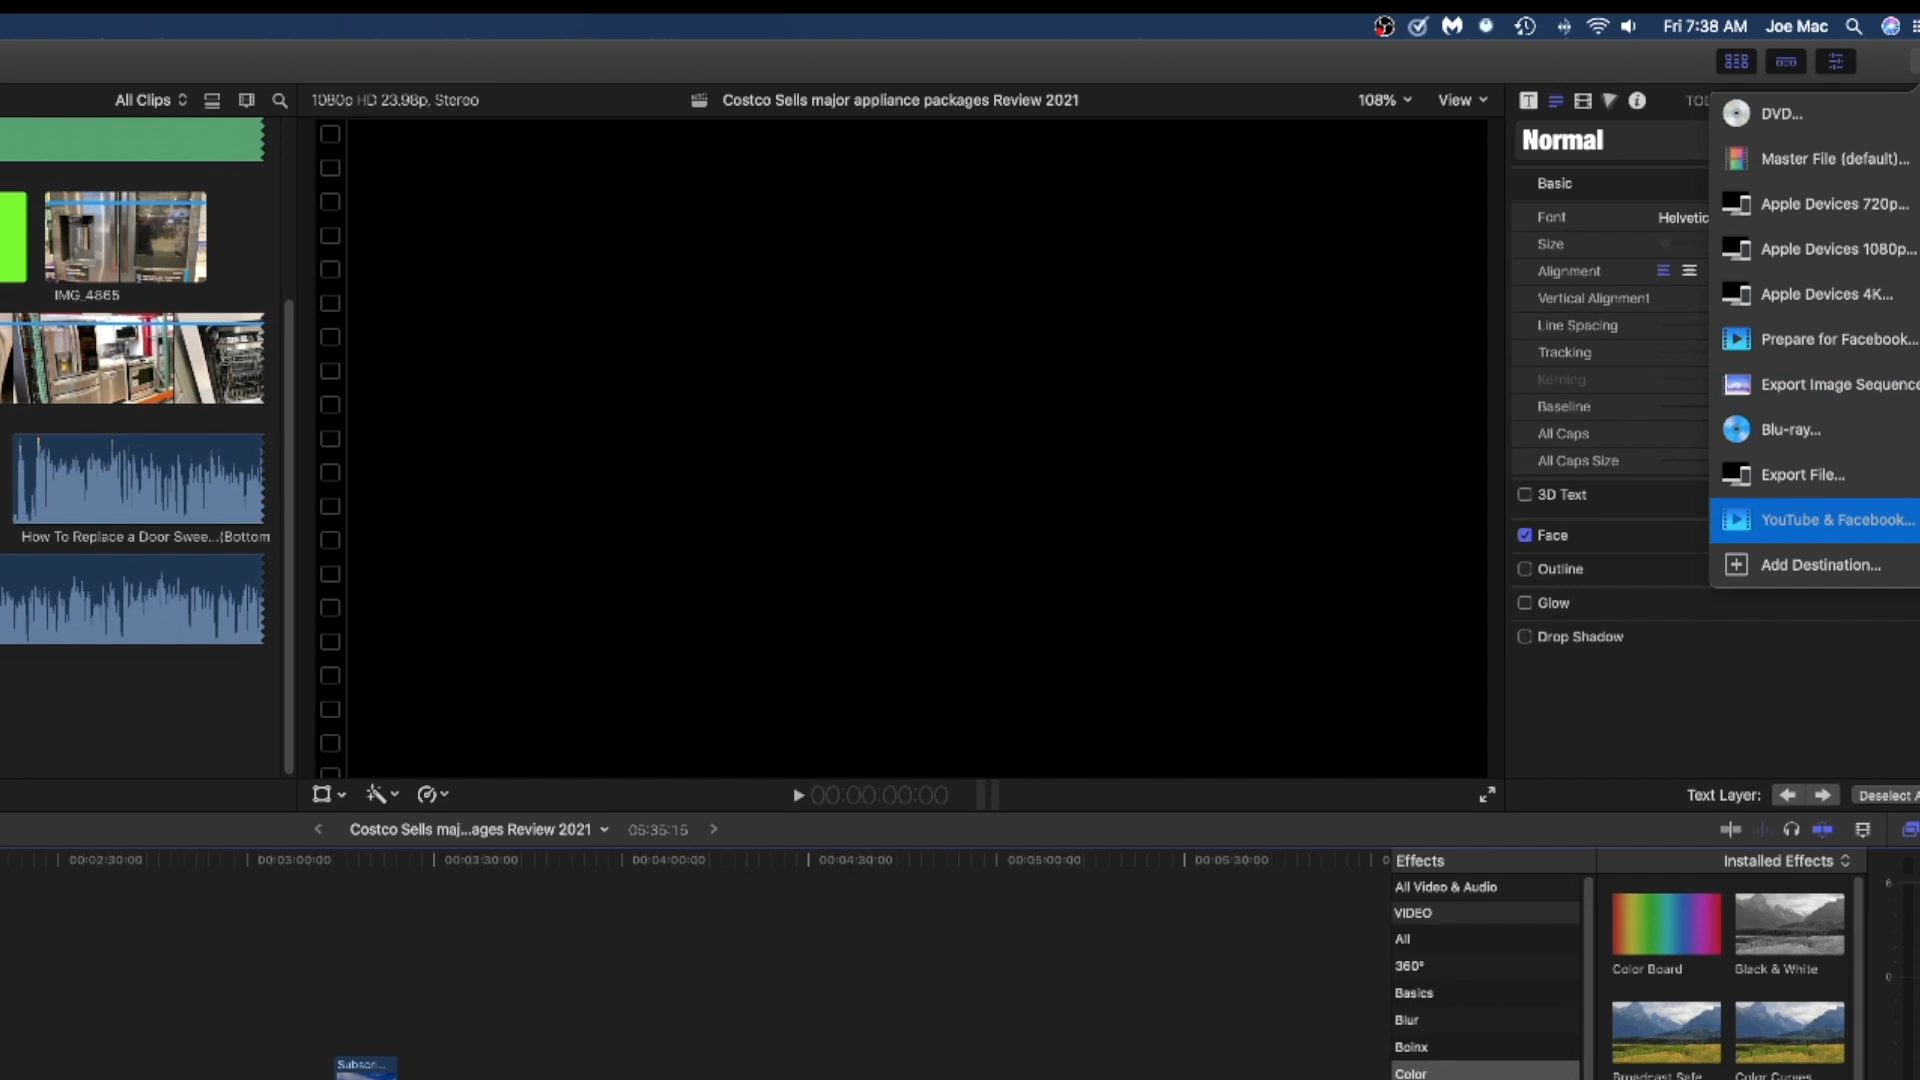 Fri 7:38 AM Joe Mac
All Clips
1080p HD 23.98p, Stereo
Costco Sells major appliance packages Review 2021
108%
View
DVD...
Master File (default)...
Apple Devices 720p...
Apple Devices 1080p...
Apple Devices 4K...
Prepare for Facebook...
Export Image Sequence
Blu-ray...
Export File...
YouTube & Facebook...
Add Destination...
Normal
Basic
Font Helvetic
Size
Alignment
Vertical Alignment
Line Spacing
Tracking
Kerning
Baseline
All Caps
All Caps Size
3D Text
Face
Outline
Glow
Drop Shadow
IMG_4865
How To Replace a Door Swee...(Bottom
00:00:00:00
Text Layer:
Deselect A
Costco Sells maj...ages Review 2021
05:35:15
00:02:30:00
00:03:00:00
00:03:30:00
00:04:00:00
00:04:30:00
00:05:00:00
00:05:30:00
Effects
Installed Effects
All Video & Audio
VIDEO
All
360°
Basics
Blur
Boinx
Color
Color Board
Black & White
Broadcast Safe
Color Curves
6
0
Subscri...